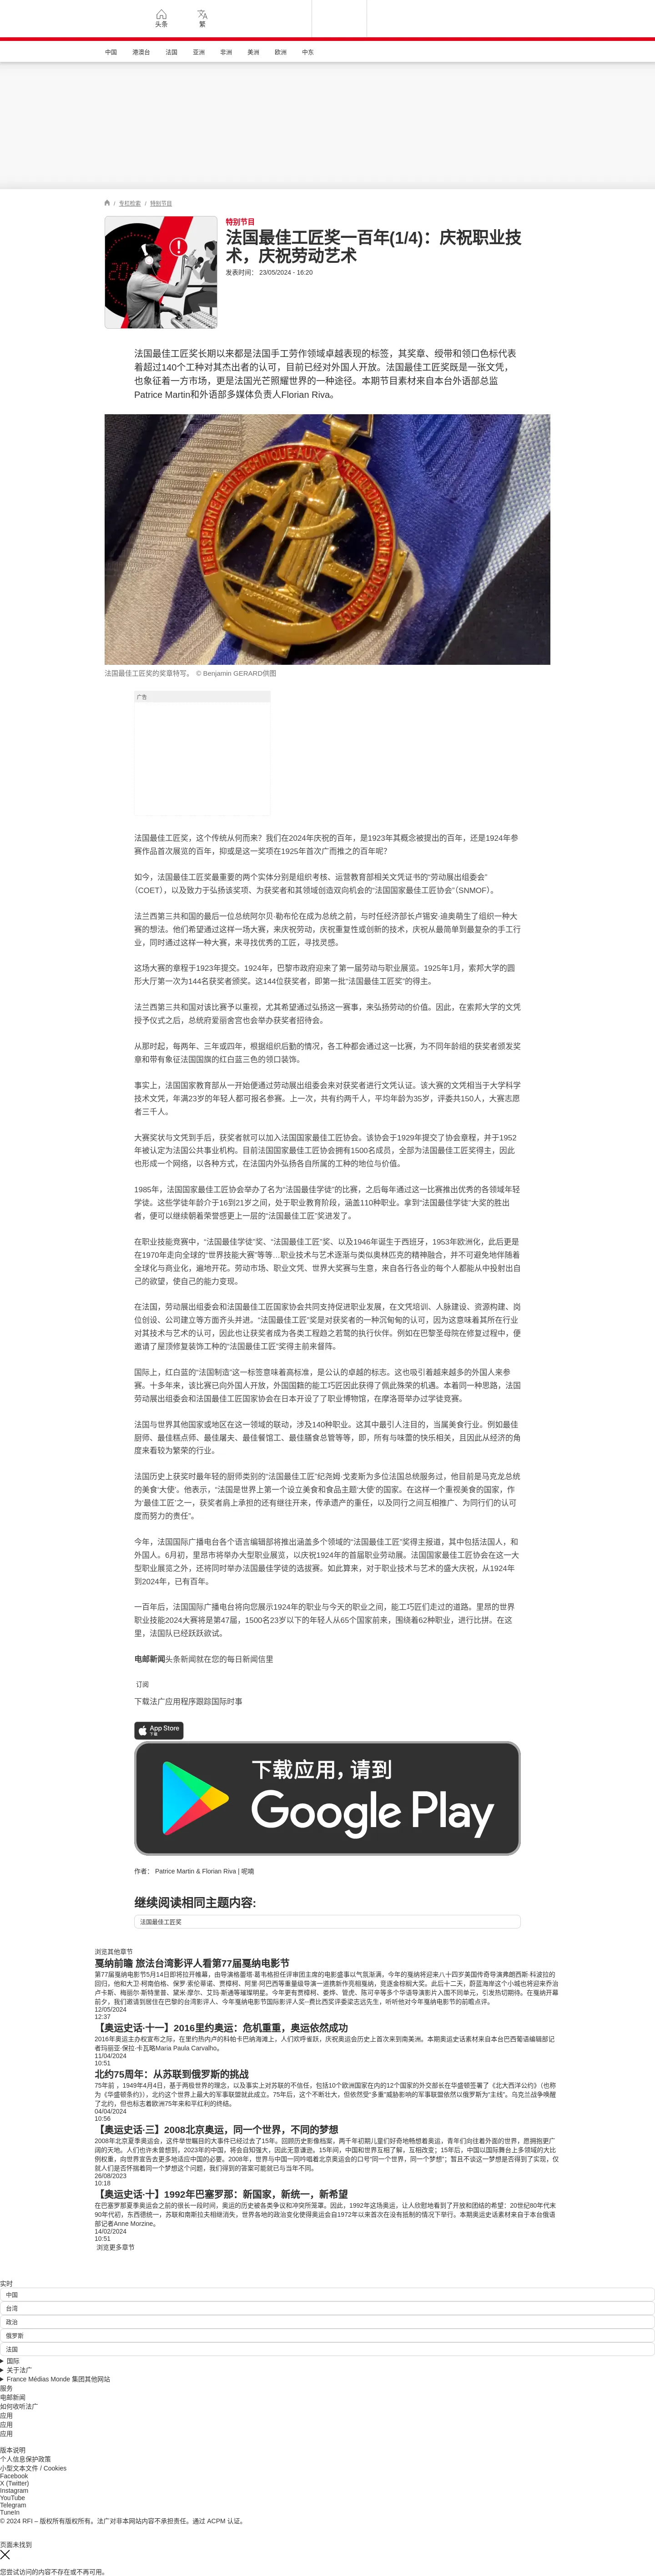 头条
繁
中国
港澳台
法国
亚洲
非洲
美洲
欧洲
中东
/ 专栏检索 / 特别节目
特别节目
法国最佳工匠奖一百年(1/4)：庆祝职业技
术，庆祝劳动艺术
发表时间： 23/05/2024 - 16:20
法国最佳工匠奖长期以来都是法国手工劳作领域卓越表现的标签，其奖章、绶带和领口色标代表
着超过140个工种对其杰出者的认可，目前已经对外国人开放。法国最佳工匠奖既是一张文凭，
也象征着一方市场，更是法国光芒照耀世界的一种途径。本期节目素材来自本台外语部总监
Patrice Martin和外语部多媒体负责人Florian Riva。
法国最佳工匠奖的奖章特写。 © Benjamin GERARD供图
广告
法国最佳工匠奖，这个传统从何而来？我们在2024年庆祝的百年，是1923年其概念被提出的百年，还是1924年参
赛作品首次展览的百年，抑或是这一奖项在1925年首次广而推之的百年呢？
如今，法国最佳工匠奖最重要的两个实体分别是组织考核、运营教育部相关文凭证书的“劳动展出组委会”
（COET），以及致力于弘扬该奖项、为获奖者和其领域创造双向机会的“法国国家最佳工匠协会”（SNMOF）。
法兰西第三共和国的最后一位总统阿尔贝·勒布伦在成为总统之前，与时任经济部长卢锡安·迪奥萌生了组织一种大
赛的想法。他们希望通过这样一场大赛，来庆祝劳动，庆祝重复性或创新的技术，庆祝从最简单到最复杂的手工行
业，同时通过这样一种大赛，来寻找优秀的工匠，寻找灵感。
这场大赛的章程于1923年提交。1924年，巴黎市政府迎来了第一届劳动与职业展览。1925年1月，索邦大学的圆
形大厅第一次为144名获奖者颁奖。这144位获奖者，即第一批“法国最佳工匠奖”的得主。
法兰西第三共和国对该比赛予以重视，尤其希望通过弘扬这一赛事，来弘扬劳动的价值。因此，在索邦大学的文凭
授予仪式之后，总统府爱丽舍宫也会举办获奖者招待会。
从那时起，每两年、三年或四年，根据组织后勤的情况，各工种都会通过这一比赛，为不同年龄组的获奖者颁发奖
章和带有象征法国国旗的红白蓝三色的领口装饰。
事实上，法国国家教育部从一开始便通过劳动展出组委会来对获奖者进行文凭认证。该大赛的文凭相当于大学科学
技术文凭，年满23岁的年轻人都可报名参赛。上一次，共有约两千人，平均年龄为35岁，评委共150人，大赛志愿
者三千人。
大赛奖状与文凭到手后，获奖者就可以加入法国国家最佳工匠协会。该协会于1929年提交了协会章程，并于1952
年被认定为法国公共事业机构。目前法国国家最佳工匠协会拥有1500名成员，全部为法国最佳工匠奖得主，因此
也形成一个网络，以各种方式，在法国内外弘扬各自所属的工种的地位与价值。
1985年，法国国家最佳工匠协会举办了名为“法国最佳学徒”的比赛，之后每年通过这一比赛推出优秀的各领域年轻
学徒。这些学徒年龄介于16到21岁之间，处于职业教育阶段，涵盖110种职业。拿到“法国最佳学徒”大奖的胜出
者，便可以继续朝着荣誉感更上一层的“法国最佳工匠”奖进发了。
在职业技能竞赛中，“法国最佳学徒”奖、“法国最佳工匠”奖、以及1946年诞生于西班牙，1953年欧洲化，此后更是
在1970年走向全球的“世界技能大赛”等等…职业技术与艺术逐渐与类似奥林匹克的精神融合，并不可避免地伴随着
全球化与商业化，遍地开花。劳动市场、职业文凭、世界大奖赛与生意，来自各行各业的每个人都能从中投射出自
己的欲望，使自己的能力变现。
在法国，劳动展出组委会和法国最佳工匠国家协会共同支持促进职业发展，在文凭培训、人脉建设、资源构建、岗
位创设、公司建立等方面齐头并进。“法国最佳工匠”奖是对获奖者的一种沉甸甸的认可，因为这意味着其所在行业
对其技术与艺术的认可，因此也让获奖者成为各类工程趋之若鹜的执行伙伴。例如在巴黎圣母院在修复过程中，便
邀请了屋顶修复装饰工种的“法国最佳工匠”奖得主前来督阵。
国际上，红白蓝的“法国制造”这一标签意味着高标准，是公认的卓越的标志。这也吸引着越来越多的外国人来参
赛。十多年来，该比赛已向外国人开放，外国国籍的能工巧匠因此获得了佩此殊荣的机遇。本着同一种思路，法国
劳动展出组委会和法国最佳工匠国家协会在日本开设了了职业博物馆，在摩洛哥举办过学徒竞赛。
法国与世界其他国家或地区在这一领域的联动，涉及140种职业。这其中最引人注目的，当属美食行业。例如最佳
厨师、最佳糕点师、最佳屠夫、最佳餐馆工、最佳膳食总管等等，即，所有与味蕾的快乐相关，且因此从经济的角
度来看较为繁荣的行业。
法国历史上获奖时最年轻的厨师类别的“法国最佳工匠”纪尧姆·戈麦斯为多位法国总统服务过，他目前是马克龙总统
的美食‘大使’。他表示，“法国是世界上第一个设立美食和食品主题‘大使’的国家。在这样一个重视美食的国家，作
为‘最佳工匠’之一，获奖者肩上承担的还有继往开来，传承遗产的重任，以及同行之间互相推广、为同行们的认可
度而努力的责任”。
今年，法国国际广播电台各个语言编辑部将推出涵盖多个领域的“法国最佳工匠”奖得主报道，其中包括法国人，和
外国人。6月初，里昂市将举办大型职业展览，以庆祝1924年的首届职业劳动展。法国国家最佳工匠协会在这一大
型职业展览之外，还将同时举办法国最佳学徒的选拔赛。如此算来，对于职业技术与艺术的盛大庆祝，从1924年
到2024年，已有百年。
一百年后，法国国际广播电台将向您展示1924年的职业与今天的职业之间，能工巧匠们走过的道路。里昂的世界
职业技能2024大赛将是第47届，1500名23岁以下的年轻人从65个国家前来，围绕着62种职业，进行比拼。在这
里，法国队已经跃跃欲试。
电邮新闻头条新闻就在您的每日新闻信里
订阅
下载法广应用程序跟踪国际时事
App Store
下载
下载应用，请到
Google Play
作者： Patrice Martin & Florian Riva | 呢喃
继续阅读相同主题内容:
法国最佳工匠奖
浏览其他章节
戛纳前瞻 旅法台湾影评人看第77届戛纳电影节
第77届戛纳电影节5月14日即将拉开帷幕，由导演格蕾塔·葛韦格担任评审团主席的电影盛事以气氛渐满，今年的戛纳将迎来八十四岁美国传奇导演弗朗西斯·科波拉的
回归，他和大卫·柯南伯格、保罗·索伦蒂诺、贾樟柯、阿里·阿巴西等重量级导演一道携新作竞相戛纳，竞逐金棕榈大奖。此后十二天，蔚蓝海岸这个小城也将迎来乔治
卢卡斯、梅丽尔·斯特里普、黛米·摩尔、艾玛·斯通等璀璨明星。今年更有贾樟柯、娄烨、管虎、陈可辛等多个华语导演影片入围不同单元，引发热切期待。在戛纳开幕
前夕，我们邀请到居住在巴黎的台湾影评人、今年戛纳电影节国际影评人奖–费比西奖评委梁志远先生，听听他对今年戛纳电影节的前瞻点评。
12/05/2024
12:37
【奥运史话·十一】2016里约奥运：危机重重，奥运依然成功
2016年奥运主办权宣布之际，在里约热内卢的科帕卡巴纳海滩上，人们欢呼雀跃，庆祝奥运会历史上首次来到南美洲。本期奥运史话素材来自本台巴西葡语编辑部记
者玛丽亚·保拉·卡瓦略Maria Paula Carvalho。
11/04/2024
10:51
北约75周年：从苏联到俄罗斯的挑战
75年前 ，1949年4月4日，基于两极世界的理念，以及事实上对苏联的不信任，包括10个欧洲国家在内的12个国家的外交部长在华盛顿签署了《北大西洋公约》（也称
为《华盛顿条约》），北约这个世界上最大的军事联盟就此成立。75年后，这个不断壮大，但依然受“多重”威胁影响的军事联盟依然以俄罗斯为“主线”。乌克兰战争唤醒
了北约，但也标志着欧洲75年来和平红利的终结。
04/04/2024
10:56
【奥运史话·三】2008北京奥运，同一个世界，不同的梦想
2008年北京夏季奥运会，这件举世瞩目的大事件已经过去了15年。回顾历史影像档案，两千年初期儿童们好奇地畅想着奥运，青年们向往着外面的世界，愿拥抱更广
阔的天地。人们也许未曾想到，2023年的中国，将会自知强大，因此无意谦逊。15年间，中国和世界互相了解，互相改变；15年后，中国以国际舞台上多领域的大比
例权重，向世界宣告去更多地适应中国的必要。2008年，世界与中国一同吟唱着北京奥运会的口号“同一个世界，同一个梦想”；暂且不谈这一梦想是否得到了实现，仅
就人们是否怀揣着同一个梦想这个问题，我们得到的答案可能就已与当年不同。
26/08/2023
10:18
【奥运史话·十】1992年巴塞罗那：新国家，新统一，新希望
在巴塞罗那夏季奥运会之前的很长一段时间，奥运的历史被各类争议和冲突所笼罩。因此，1992年这场奥运，让人欣慰地看到了开放和团结的希望：20世纪80年代末
90年代初，东西德统一，苏联和南斯拉夫相继消失，世界各地的政治变化使得奥运会自1972年以来首次在没有抵制的情况下举行。本期奥运史话素材来自于本台俄语
部记者Anne Morzine。
14/02/2024
10:51
浏览更多章节
实时
中国
台湾
政治
俄罗斯
法国
国际
关于法广
France Médias Monde 集团其他网站
服务
电邮新闻
如何收听法广
应用
应用
应用
版本说明
个人信息保护政策
小型文本文件 / Cookies
Facebook
X (Twitter)
Instagram
YouTube
Telegram
TuneIn
© 2024 RFI – 版权所有版权所有。法广对非本网站内容不承担责任。通过 ACPM 认证。
页面未找到
您尝试访问的内容不存在或不再可用。